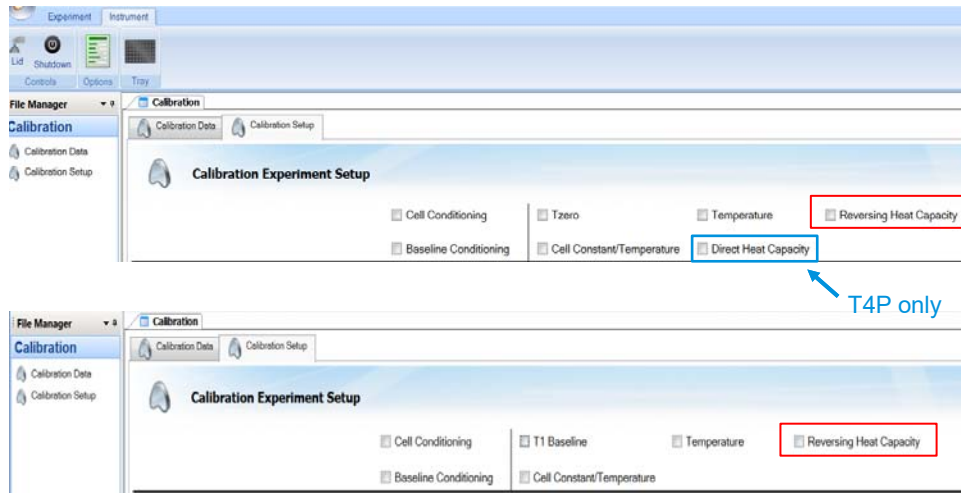 Experiment Instrument
Lid Shutdown
Controls Options Tray
File Manager Calibration
Calibration Calibration Data Calibration Setup
Calibration Data
Calibration Setup
Calibration Experiment Setup
Cell Conditioning Tzero Temperature Reversing Heat Capacity
Baseline Conditioning Cell Constant/Temperature Direct Heat Capacity
T4P only
File Manager Calibration
Calibration Calibration Data Calibration Setup
Calibration Data
Calibration Setup
Calibration Experiment Setup
Cell Conditioning T1 Baseline Temperature Reversing Heat Capacity
Baseline Conditioning Cell Constant/Temperature